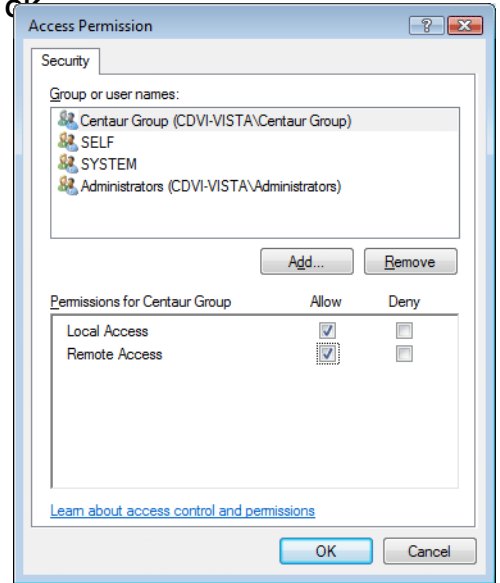 OK
Access Permission
Security
Group or user names:
Centaur Group (CDVI-VISTA\Centaur Group)
SELF
SYSTEM
Administrators (CDVI-VISTA\Administrators)
Add... Remove
Permissions for Centaur Group Allow Deny
Local Access
Remote Access
Learn about access control and permissions
OK Cancel